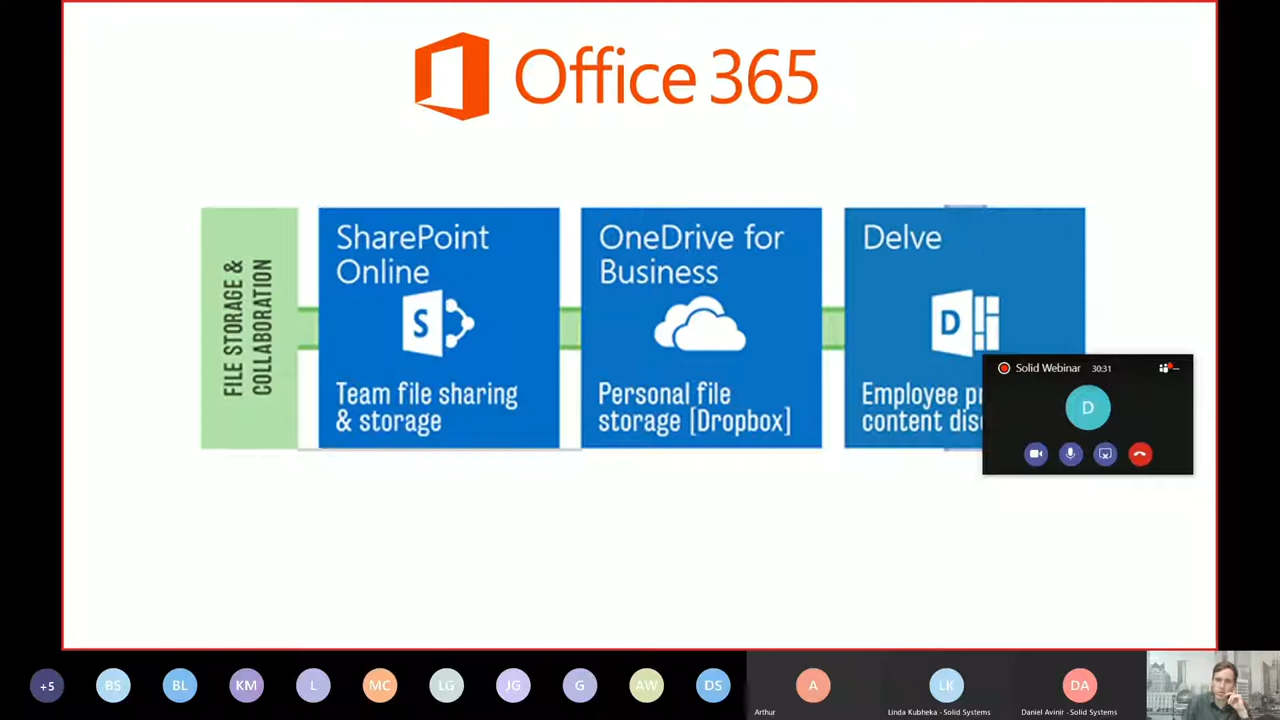 Office 365
FILE STORAGE &
COLLABORATION
SharePoint
Online
S
Team file sharing
& storage
OneDrive for
Business
Personal file
storage [Dropbox]
Delve
D
Employee
content
Solid Webinar 30:31
D
+5
BS
BL
KM
L
MC
LG
JG
G
AW
DS
A
Arthur
LK
Linda Kubheka - Solid Systems
DA
Daniel Avinir - Solid Systems